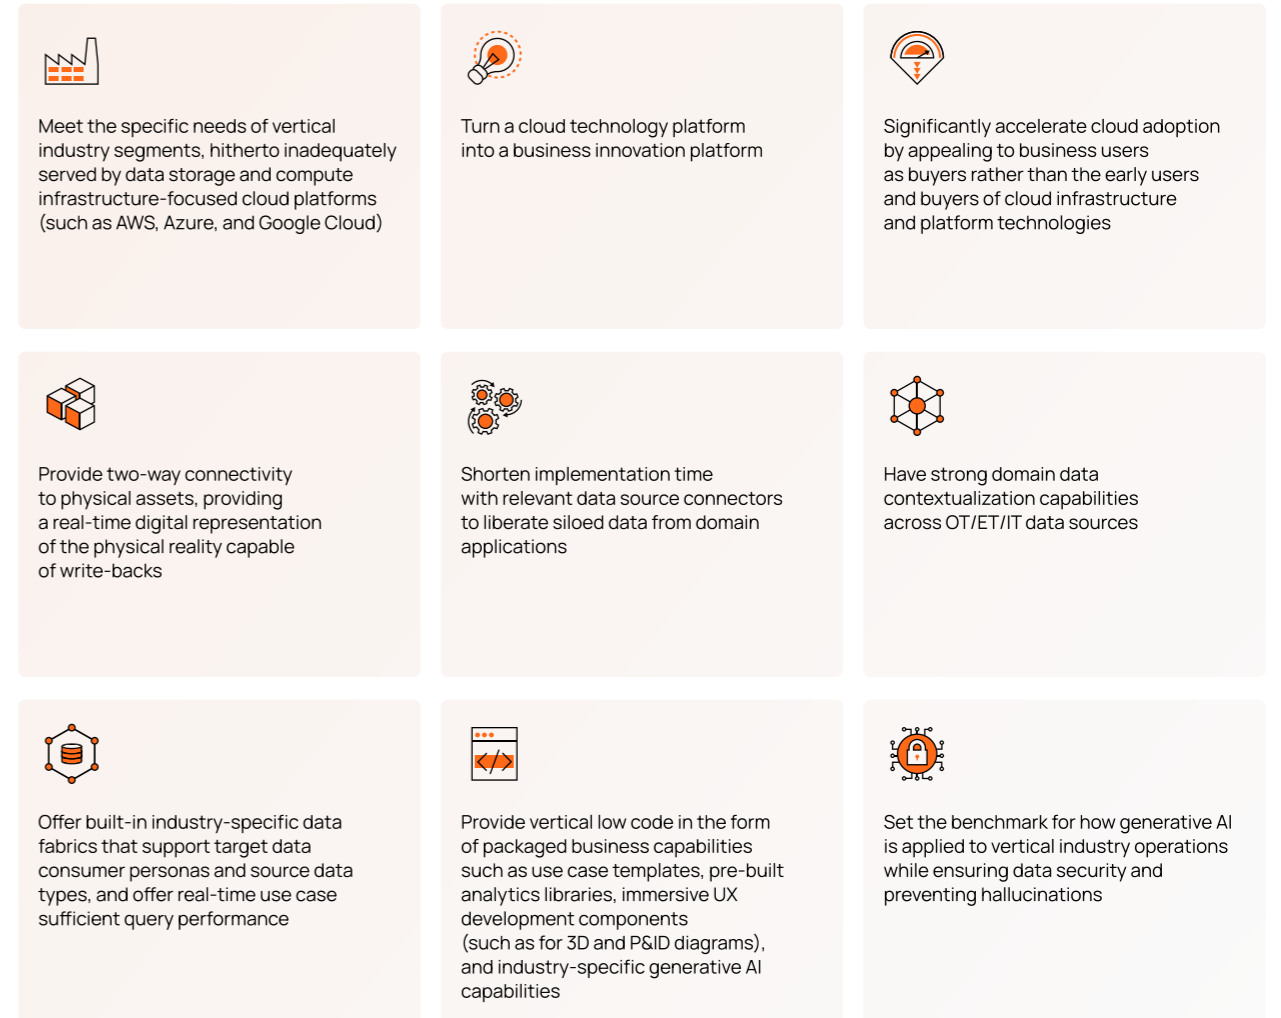 Meet the specific needs of vertical
industry segments, hitherto inadequately
served by data storage and compute
infrastructure-focused cloud platforms
(such as AWS, Azure, and Google Cloud)
Turn a cloud technology platform
into a business innovation platform
Significantly accelerate cloud adoption
by appealing to business users
as buyers rather than the early users
and buyers of cloud infrastructure
and platform technologies
Provide two-way connectivity
to physical assets, providing
a real-time digital representation
of the physical reality capable
of write-backs
Shorten implementation time
with relevant data source connectors
to liberate siloed data from domain
applications
Have strong domain data
contextualization capabilities
across OT/ET/IT data sources
Offer built-in industry-specific data
fabrics that support target data
consumer personas and source data
types, and offer real-time use case
sufficient query performance
Provide vertical low code in the form
of packaged business capabilities
such as use case templates, pre-built
analytics libraries, immersive UX
development components
(such as for 3D and P&ID diagrams),
and industry-specific generative AI
capabilities
Set the benchmark for how generative AI
is applied to vertical industry operations
while ensuring data security and
preventing hallucinations